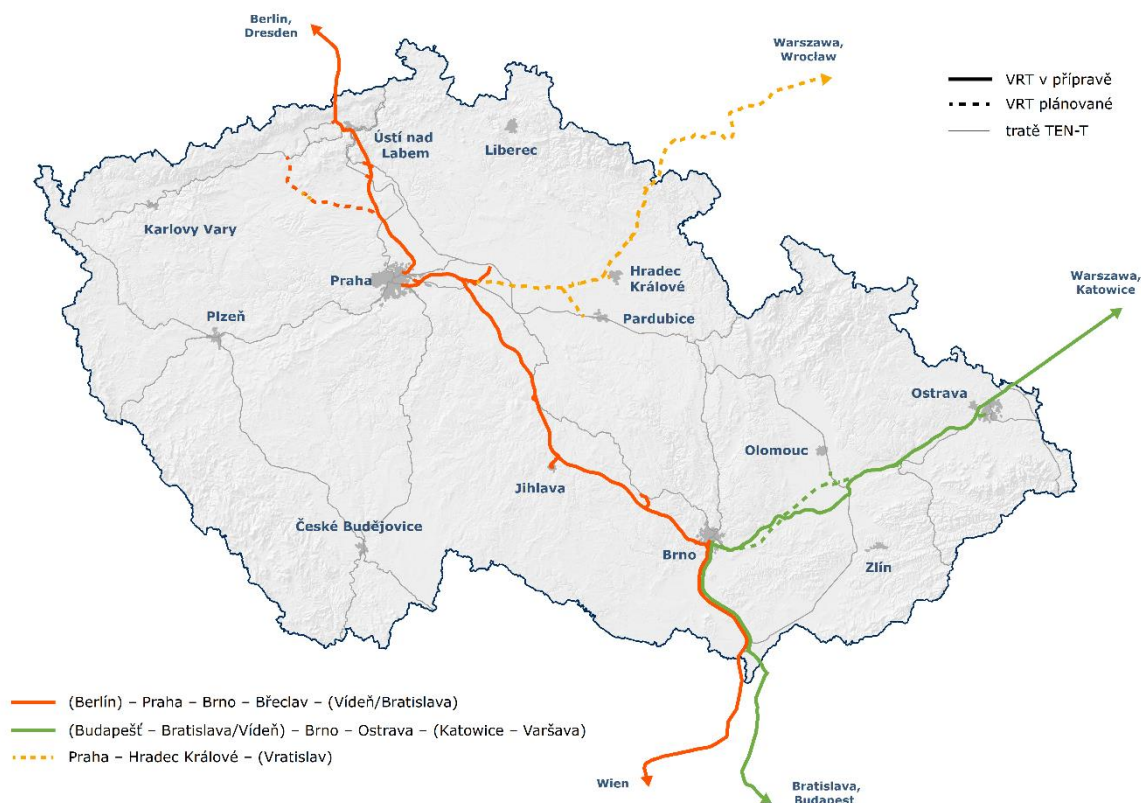 Berlin,
Dresden
Warszawa,
Wrocław
VRT v přípravě
VRT plánované
tratě TEN-T
Ústí nad
Labem
Liberec
Karlovy Vary
Praha
Hradec
Králové
Warszawa,
Katowice
Plzeň
Pardubice
Ostrava
Olomouc
Jihlava
České Budějovice
Brno
Zlín
(Berlín) – Praha – Brno – Břeclav – (Vídeň/Bratislava)
(Budapešť – Bratislava/Vídeň) – Brno – Ostrava – (Katowice – Varšava)
Praha – Hradec Králové – (Vratislav)
Wien
Bratislava,
Budapest